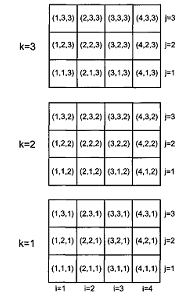 (1,3,3) (2,3,3) (3,3,3) (4,3,3) j=3
k=3 (1,2,3) (2,2,3) (3,2,3) (4,2,3) j=2
(1,1,3) (2,1,3) (3,1,3) (4,1,3) j=1
(1,3,2) (2,3,2) (3,3,2) (4,3,2) j=3
k=2 (1,2,2) (2,2,2) (3,2,2) (4,2,2) j=2
(1,1,2) (2,1,2) (3,1,2) (4,1,2) j=1
(1,3,1) (2,3,1) (3,3,1) (4,3,1) j=3
k=1 (1,2,1) (2,2,1) (3,2,1) (4,2,1) j=2
(1,1,1) (2,1,1) (3,1,1) (4,1,1) j=1
i=1 i=2 i=3 i=4